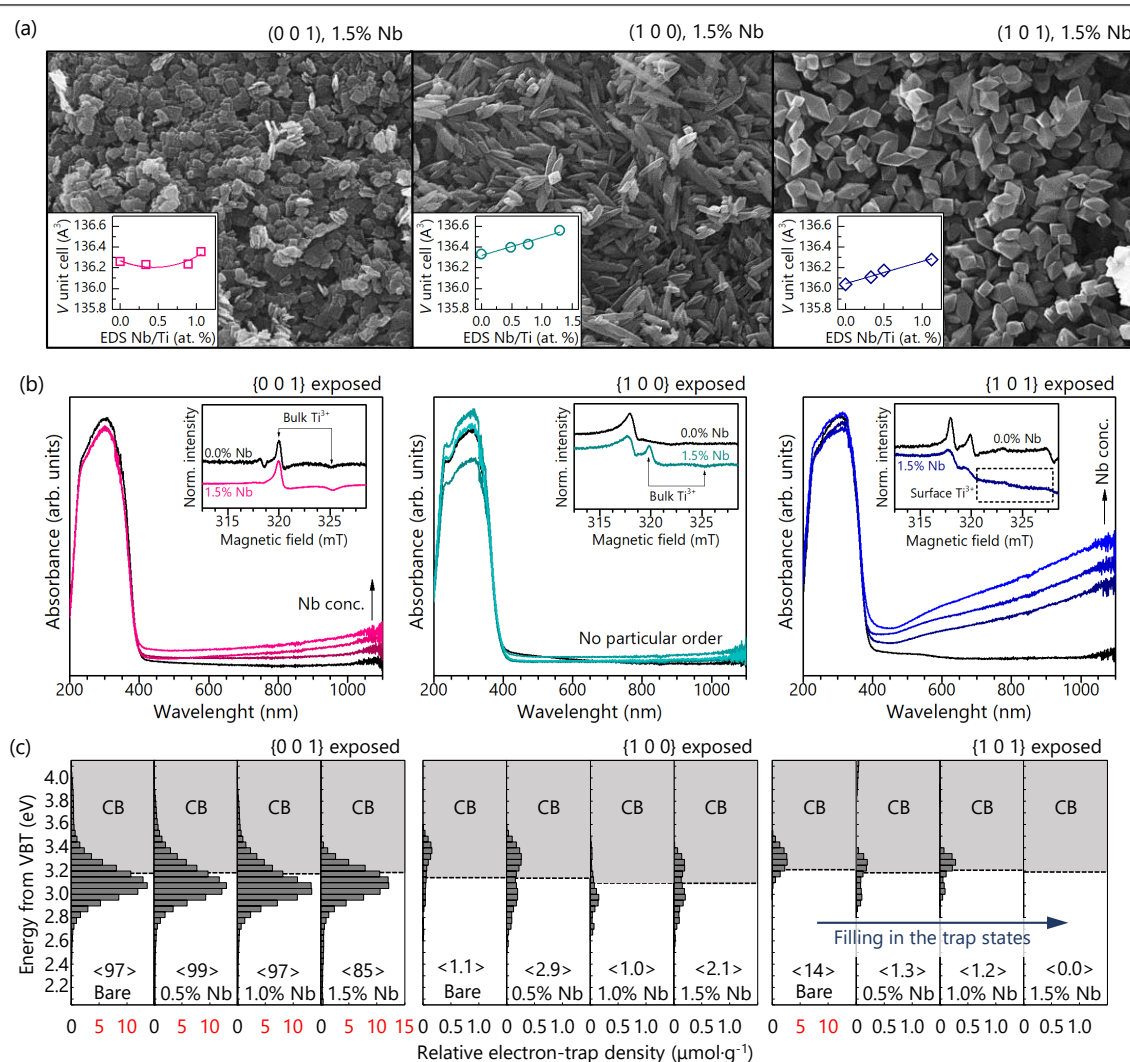 (a)
(0 0 1), 1.5% Nb
(1 0 0), 1.5% Nb
(1 0 1), 1.5% Nb
V unit cell (A³)
136.6
136.4
136.2
136.0
135.8
0.0 0.5 1.0
EDS Nb/Ti (at. %)
V unit cell (A³)
136.6
136.4
136.2
136.0
135.8
0.0 0.5 1.0 1.5
EDS Nb/Ti (at. %)
V unit cell (A³)
136.6
136.4
136.2
136.0
135.8
0.0 0.5 1.0
EDS Nb/Ti (at. %)
(b)
{0 0 1} exposed
{1 0 0} exposed
{1 0 1} exposed
Absorbance (arb. units)
Norm. intensity
Bulk Ti³⁺
0.0% Nb
1.5% Nb
315 320 325
Magnetic field (mT)
Nb conc.
200 400 600 800 1000
Wavelenght (nm)
Absorbance (arb. units)
Norm. intensity
0.0% Nb
1.5% Nb
Bulk Ti³⁺
315 320 325
Magnetic field (mT)
No particular order
200 400 600 800 1000
Wavelenght (nm)
Absorbance (arb. units)
Norm. intensity
0.0% Nb
1.5% Nb
Surface Ti³⁺
315 320 325
Magnetic field (mT)
Nb conc.
200 400 600 800 1000
Wavelenght (nm)
(c)
{0 0 1} exposed
{1 0 0} exposed
{1 0 1} exposed
Energy from VBT (eV)
4.0
3.8
3.6
3.4
3.2
3.0
2.8
2.6
2.4
2.2
CB CB CB CB
<97> <99> <97> <85>
Bare 0.5% Nb 1.0% Nb 1.5% Nb
0 5 10 0 5 10 0 5 10 0 5 10 15
CB CB CB CB
<1.1> <2.9> <1.0> <2.1>
Bare 0.5% Nb 1.0% Nb 1.5% Nb
0 0.5 1.0 0 0.5 1.0 0 0.5 1.0 0 0.5 1.0
CB CB CB CB
Filling in the trap states
<14> <1.3> <1.2> <0.0>
Bare 0.5% Nb 1.0% Nb 1.5% Nb
0 5 10 0 0.5 1.0 0 0.5 1.0 0 0.5 1.0
Relative electron-trap density (μmol·g⁻¹)